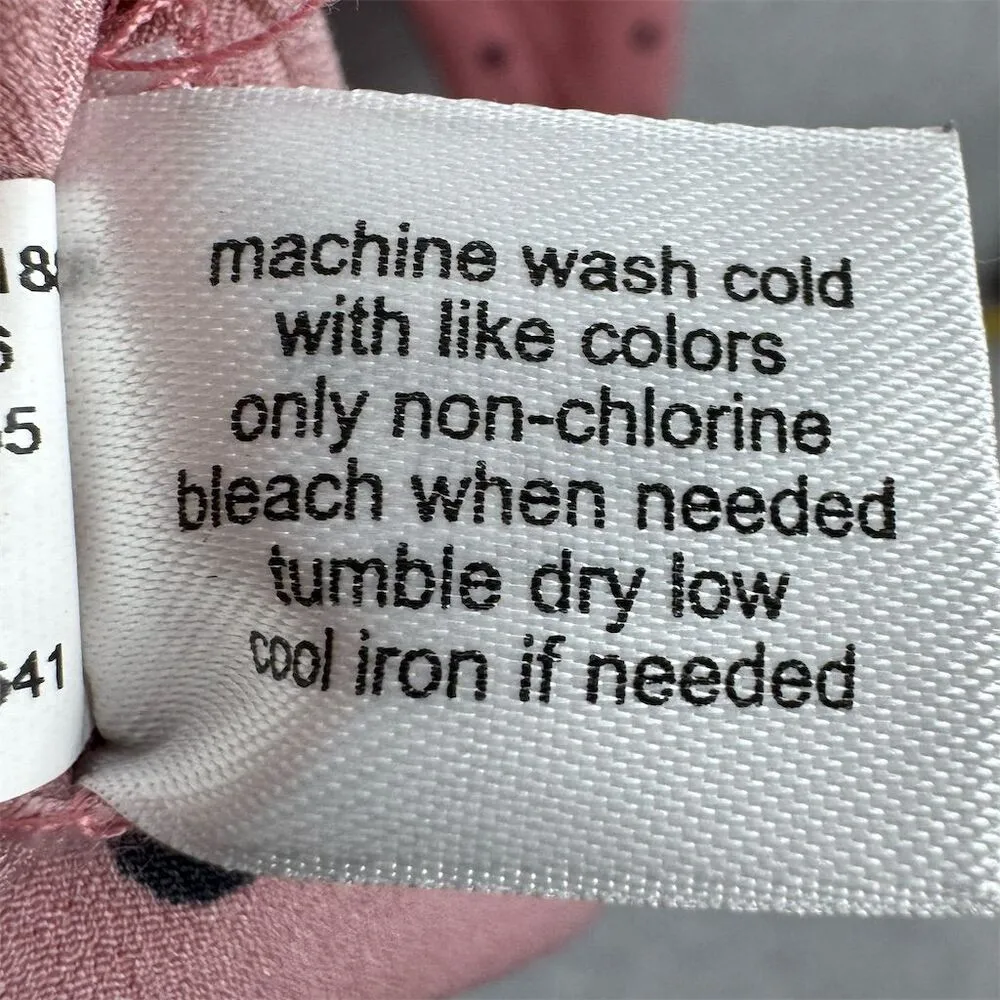 machine wash cold
with like colors
only non-chlorine
bleach when needed
tumble dry low
cool iron if needed